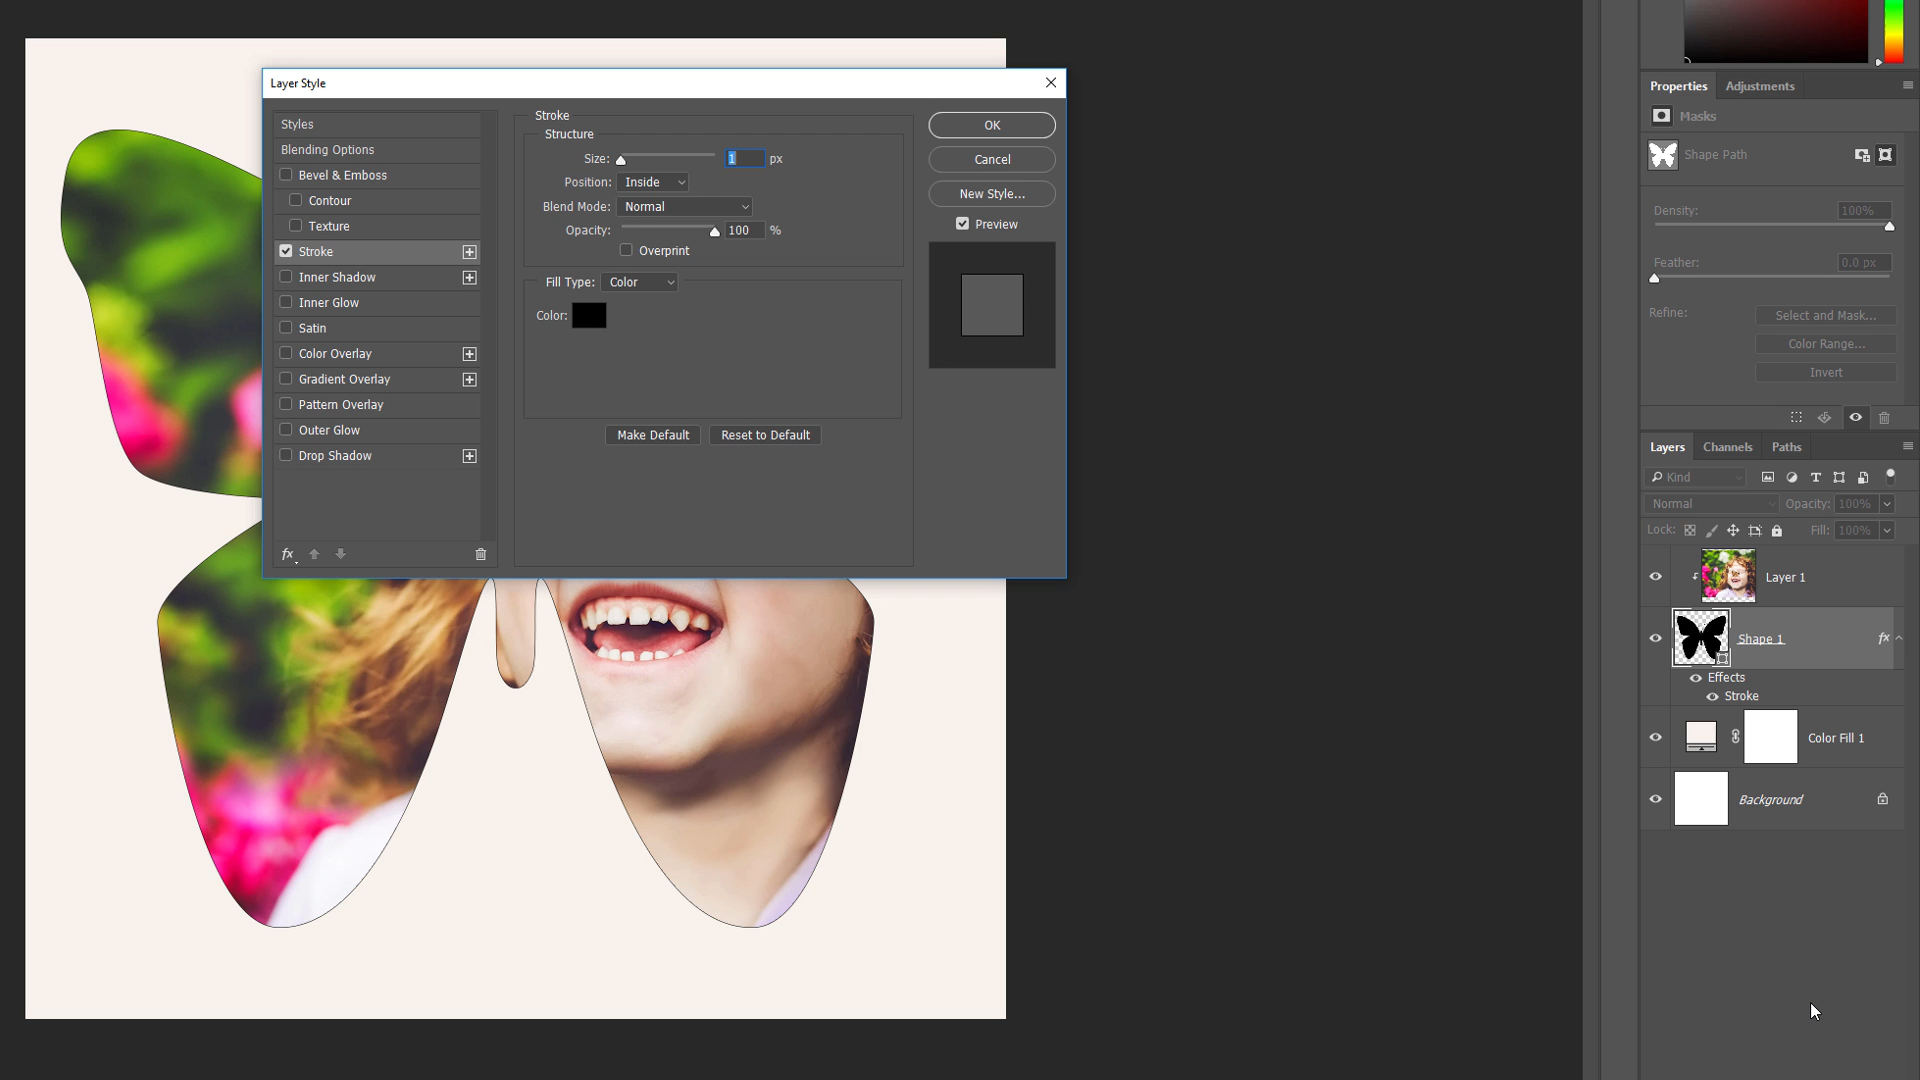 Layer Style
Styles
Blending Options
Bevel & Emboss
Contour
Texture
Stroke
Inner Shadow
Inner Glow
Satin
Color Overlay
Gradient Overlay
Pattern Overlay
Outer Glow
Drop Shadow
fx
Stroke
Structure
Size: 1 px
Position: Inside
Blend Mode: Normal
Opacity: 100 %
Overprint
Fill Type: Color
Color:
Make Default Reset to Default
OK
Cancel
New Style...
Preview
Properties Adjustments
Masks
Shape Path
Density: 100%
Feather: 0.0 px
Refine: Select and Mask...
Color Range...
Invert
Layers Channels Paths
Kind
Normal Opacity: 100%
Lock: Fill: 100%
Layer 1
Shape 1 fx
Effects
Stroke
Color Fill 1
Background